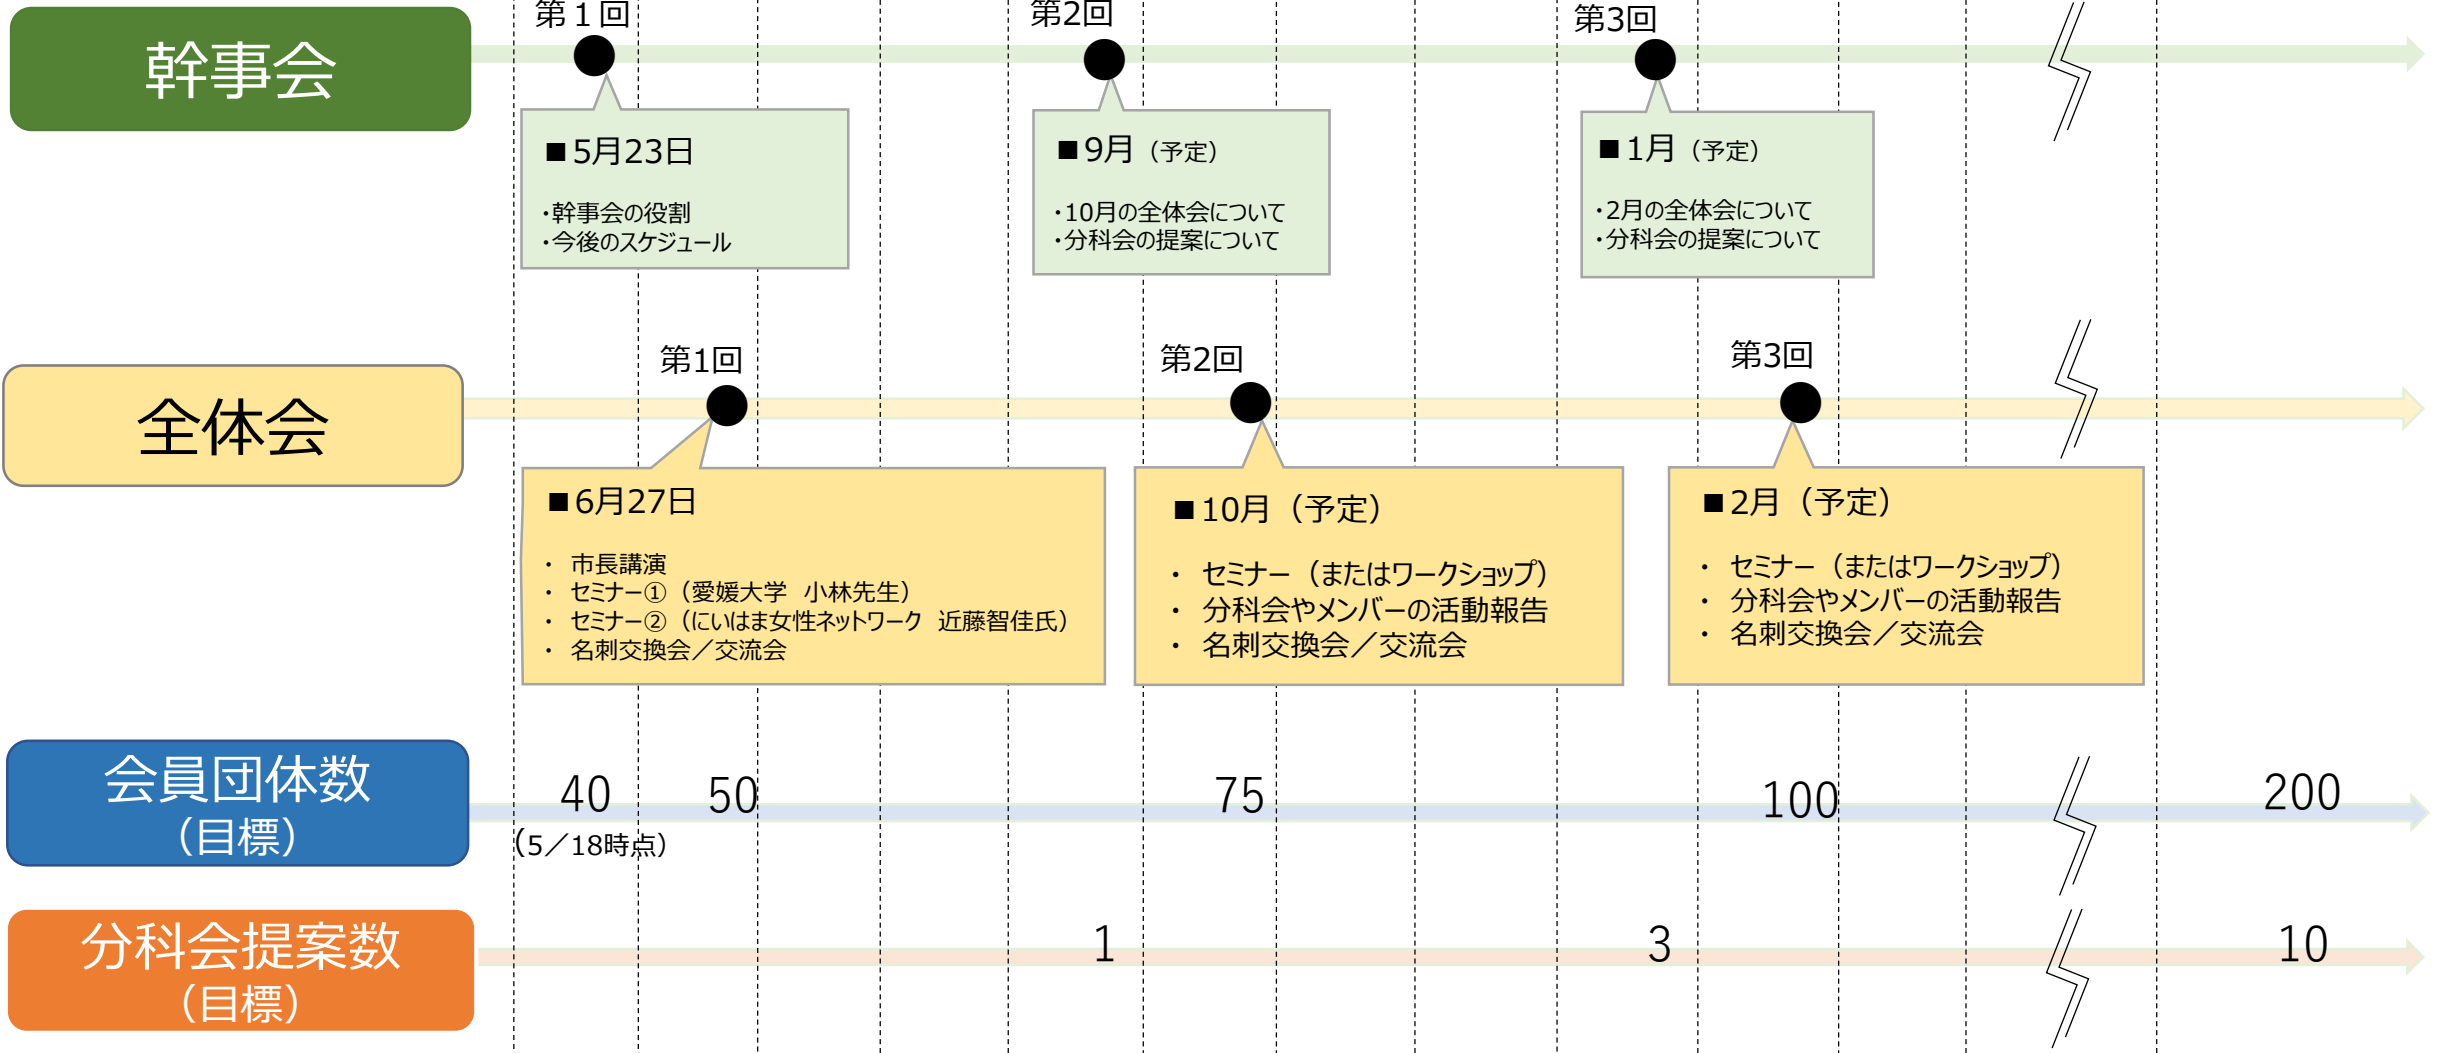 幹事会
第１回
第2回
第3回
■5月23日
・幹事会の役割
・今後のスケジュール
■9月（予定）
・10月の全体会について
・分科会の提案について
■1月（予定）
・2月の全体会について
・分科会の提案について
全体会
第1回
第2回
第3回
■6月27日
・ 市長講演
・ セミナー①（愛媛大学　小林先生）
・ セミナー②（にいはま女性ネットワーク　近藤智佳氏）
・ 名刺交換会／交流会
■10月（予定）
・ セミナー（またはワークショップ）
・ 分科会やメンバーの活動報告
・ 名刺交換会／交流会
■2月（予定）
・ セミナー（またはワークショップ）
・ 分科会やメンバーの活動報告
・ 名刺交換会／交流会
会員団体数
（目標）
40
（5／18時点）
50
75
100
200
分科会提案数
（目標）
1
3
10